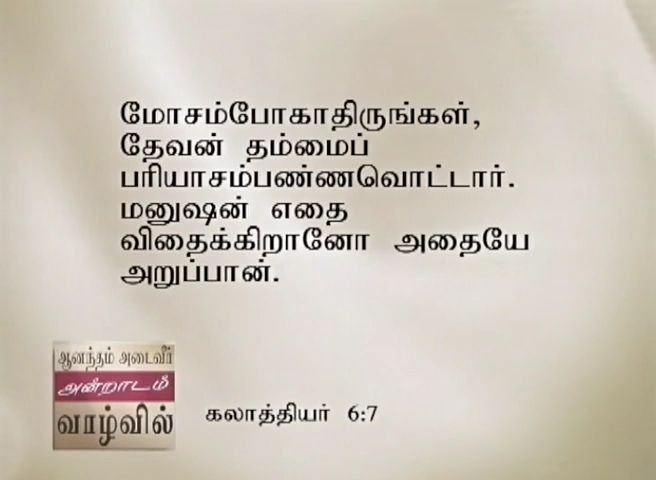 மோசம்போகாதிருங்கள்,
தேவன் தம்மைப்
பரியாசம்பண்ணவொட்டார்.
மனுஷன் எதை
விதைக்கிறானோ அதையே
அறுப்பான்.
ஆனந்தம் அடைவீர்
அன்றாடம்
வாழ்வில்
கலாத்தியர் 6:7